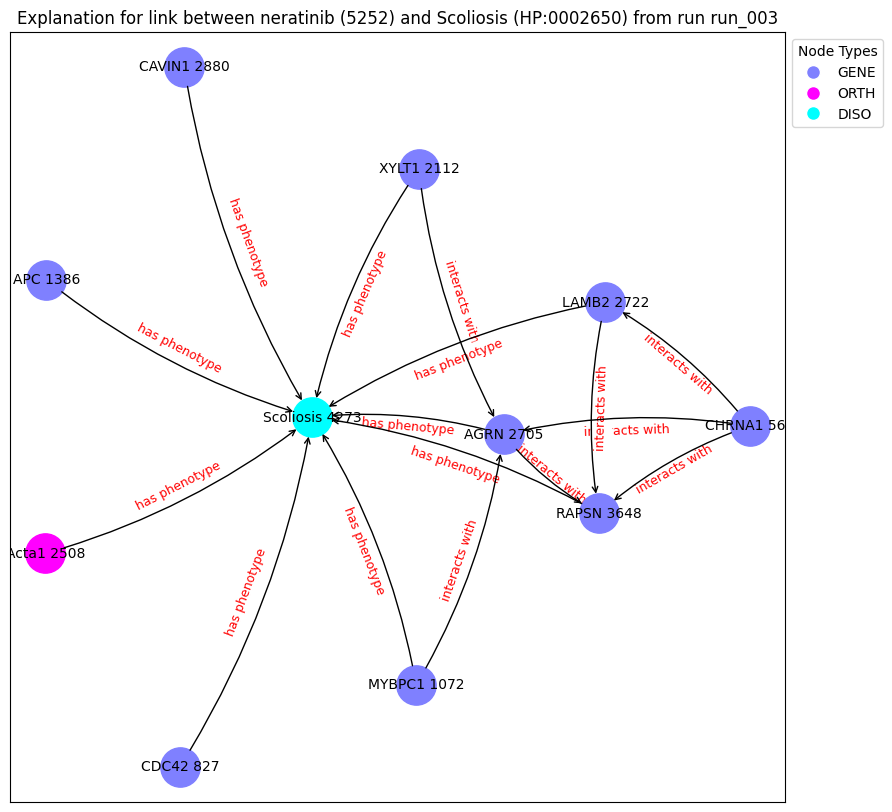 Explanation for link between neratinib (5252) and Scoliosis (HP:0002650) from run run_003
Node Types
GENE
ORTH
DISO
CAVIN1 2880
XYLT1 2112
has phenotype
has phenotype
interacts with
APC 1386
LAMB2 2722
has phenotype
has phenotype
interacts with
interacts with
Scoliosis 4273
has phenotype
AGRN 2705
interacts with
CHRNA1 56
has phenotype
interacts with
interacts with
has phenotype
RAPSN 3648
Acta1 2508
has phenotype
interacts with
has phenotype
MYBPC1 1072
CDC42 827